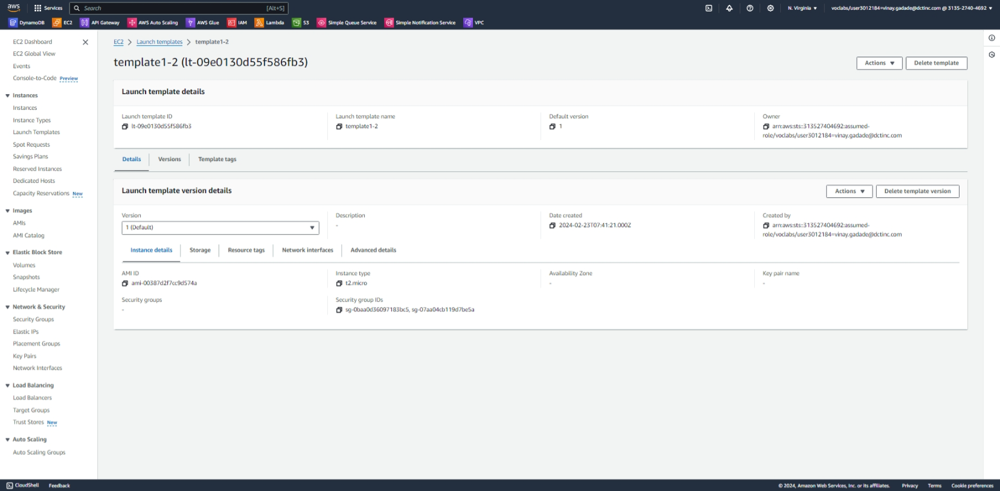 aws Services Search [Alt+S] N. Virginia voclabs/user3012184=vinay.gadade@dctinc.com @ 3135-2740-4692
DynamoDB EC2 API Gateway AWS Auto Scaling AWS Glue IAM Lambda S3 Simple Queue Service Simple Notification Service VPC
EC2 Dashboard
EC2 Global View
Events
Console-to-Code Preview
Instances
Instances
Instance Types
Launch Templates
Spot Requests
Savings Plans
Reserved Instances
Dedicated Hosts
Capacity Reservations New
Images
AMIs
AMI Catalog
Elastic Block Store
Volumes
Snapshots
Lifecycle Manager
Network & Security
Security Groups
Elastic IPs
Placement Groups
Key Pairs
Network Interfaces
Load Balancing
Load Balancers
Target Groups
Trust Stores New
Auto Scaling
Auto Scaling Groups
EC2 > Launch templates > template1-2
template1-2 (lt-09e0130d55f586fb3)
Actions Delete template
Launch template details
Launch template ID
lt-09e0130d55f586fb3
Launch template name
template1-2
Default version
1
Owner
arn:aws:sts::313527404692:assumed-
role/voclabs/user3012184=vinay.gadade@dctinc.com
Details Versions Template tags
Launch template version details
Actions Delete template version
Version
1 (Default)
Description
-
Date created
2024-02-23T07:41:21.000Z
Created by
arn:aws:sts::313527404692:assumed-
role/voclabs/user3012184=vinay.gadade@dctinc.com
Instance details Storage Resource tags Network interfaces Advanced details
AMI ID
ami-00387d2f7cc9d574a
Instance type
t2.micro
Availability Zone
-
Key pair name
-
Security groups
-
Security group IDs
sg-0baa0d36097183bc5, sg-07aa04cb119d7be5a
CloudShell Feedback © 2024, Amazon Web Services, Inc. or its affiliates. Privacy Terms Cookie preferences